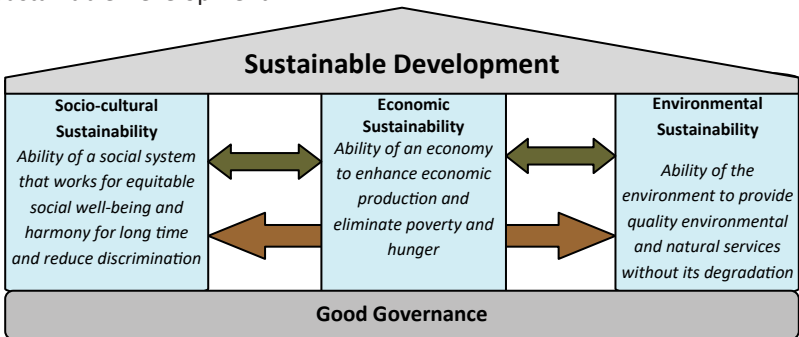 Sustainable Development
Socio-cultural
Sustainability
Ability of a social system
that works for equitable
social well-being and
harmony for long time
and reduce discrimination
Economic
Sustainability
Ability of an economy
to enhance economic
production and
eliminate poverty and
hunger
Environmental
Sustainability
Ability of the
environment to provide
quality environmental
and natural services
without its degradation
Good Governance